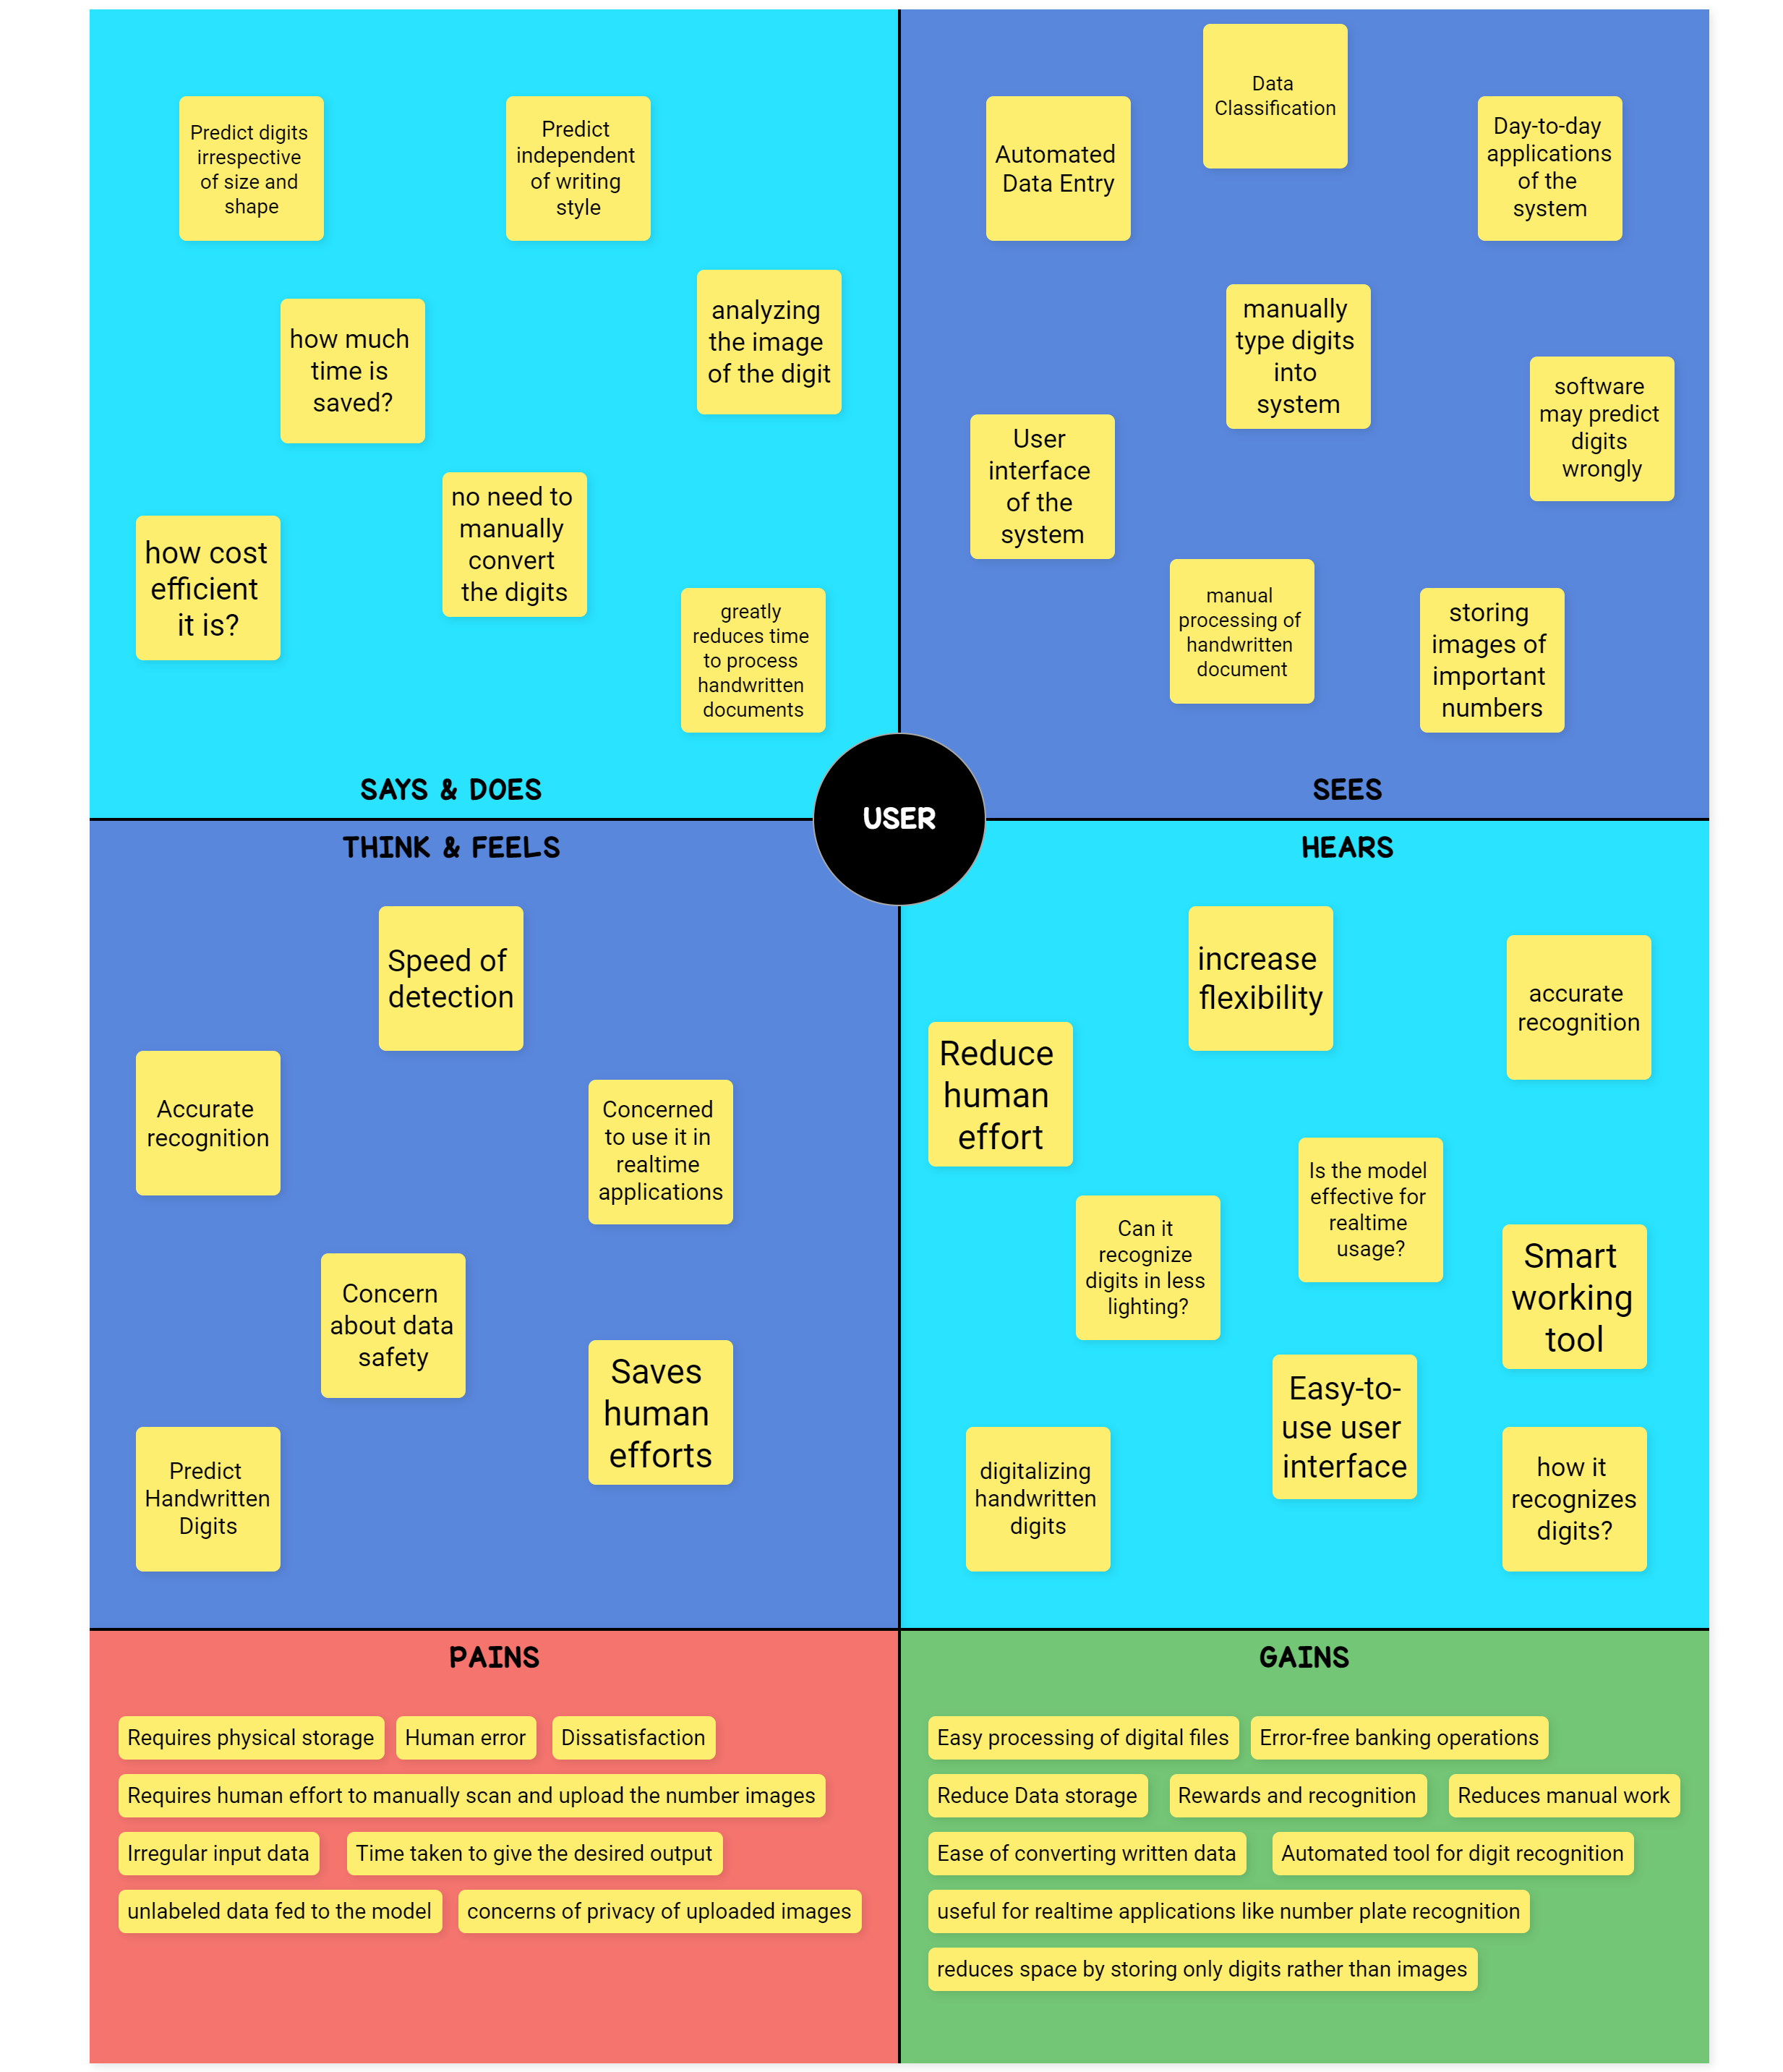 Predict digits
irrespective
of size and
shape
Predict
independent
of writing
style
analyzing
the image
of the digit
how much
time is
saved?
no need to
manually
convert
the digits
how cost
efficient
it is?
greatly
reduces time
to process
handwritten
documents
SAYS & DOES
Data
Classification
Automated
Data Entry
Day-to-day
applications
of the
system
manually
type digits
into
system
software
may predict
digits
wrongly
User
interface
of the
system
manual
processing of
handwritten
document
storing
images of
important
numbers
SEES
USER
THINK & FEELS
Speed of
detection
Accurate
recognition
Concerned
to use it in
realtime
applications
Concern
about data
safety
Saves
human
efforts
Predict
Handwritten
Digits
HEARS
increase
flexibility
accurate
recognition
Reduce
human
effort
Is the model
effective for
realtime
usage?
Can it
recognize
digits in less
lighting?
Smart
working
tool
Easy-to-
use user
interface
digitalizing
handwritten
digits
how it
recognizes
digits?
PAINS
Requires physical storage
Human error
Dissatisfaction
Requires human effort to manually scan and upload the number images
Irregular input data
Time taken to give the desired output
unlabeled data fed to the model
concerns of privacy of uploaded images
GAINS
Easy processing of digital files
Error-free banking operations
Reduce Data storage
Rewards and recognition
Reduces manual work
Ease of converting written data
Automated tool for digit recognition
useful for realtime applications like number plate recognition
reduces space by storing only digits rather than images